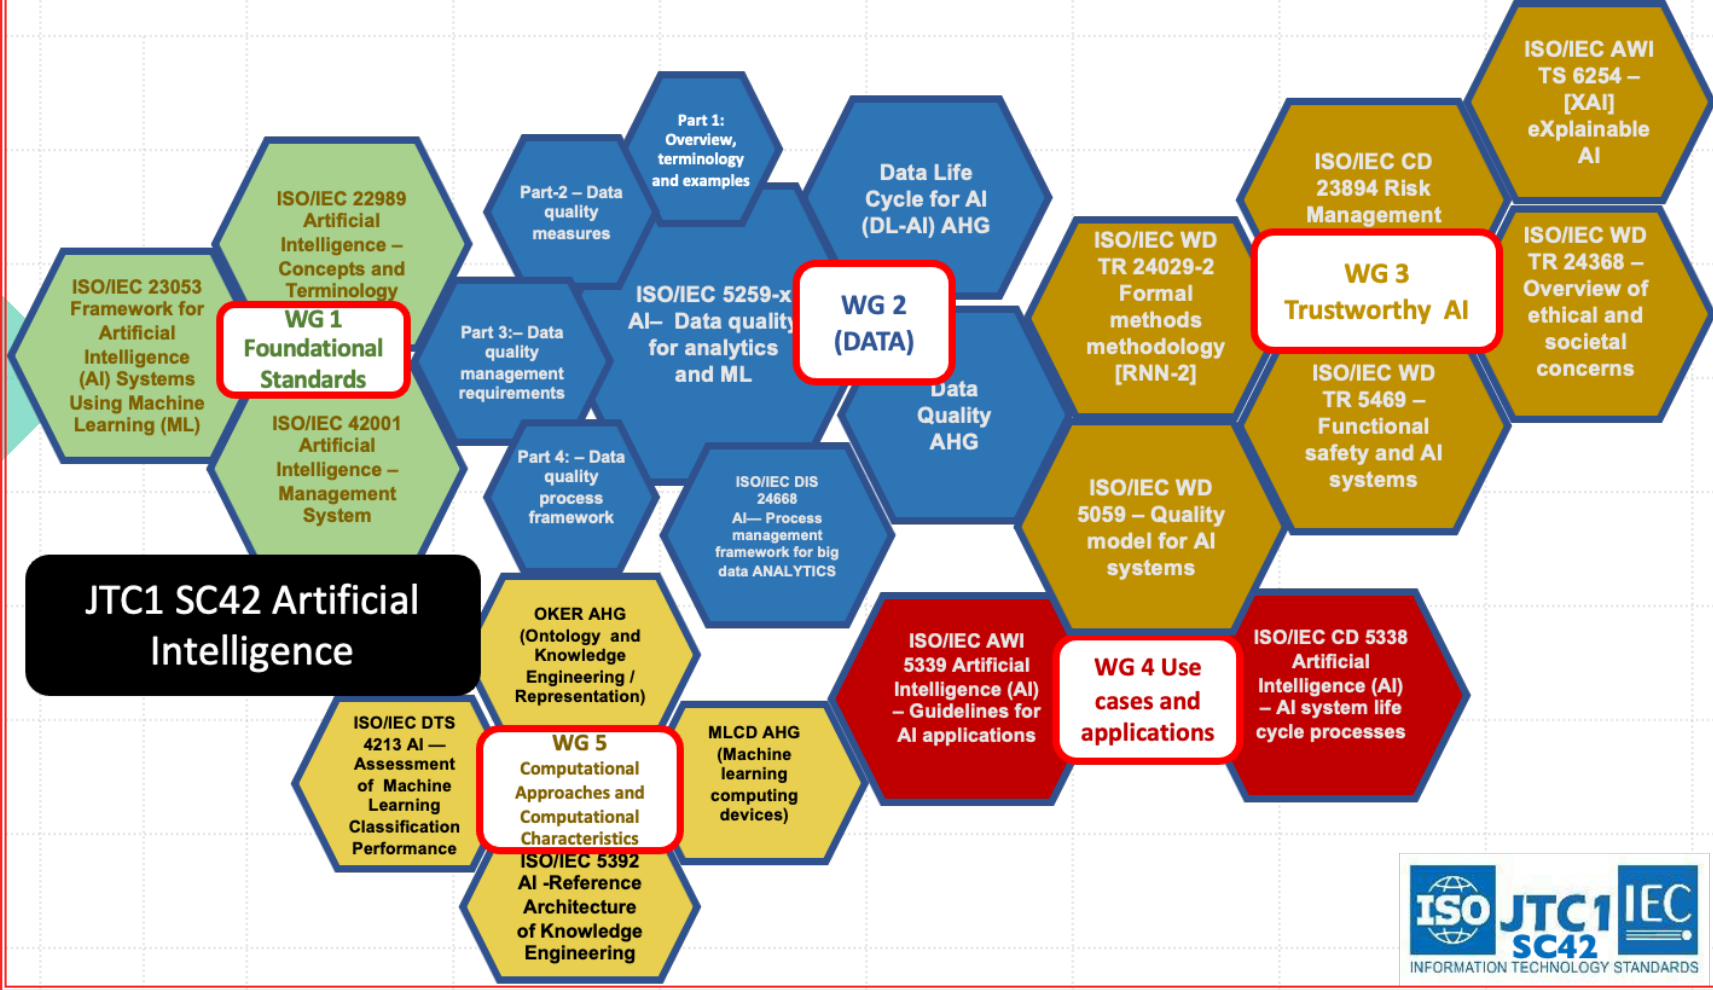 ISO/IEC 23053
Framework for
Artificial
Intelligence
(AI) Systems
Using Machine
Learning (ML)
ISO/IEC 22989
Artificial
Intelligence –
Concepts and
Terminology
WG 1
Foundational
Standards
ISO/IEC 42001
Artificial
Intelligence –
Management
System
JTC1 SC42 Artificial
Intelligence
Part 1:
Overview,
terminology
and examples
Part-2 – Data
quality
measures
Part 3:– Data
quality
management
requirements
Part 4: – Data
quality
process
framework
ISO/IEC 5259-x
AI– Data quality
for analytics
and ML
Data Life
Cycle for AI
(DL-AI) AHG
WG 2
(DATA)
Data
Quality
AHG
ISO/IEC DIS
24668
AI— Process
management
framework for big
data ANALYTICS
ISO/IEC AWI
TS 6254 –
[XAI]
eXplainable
AI
ISO/IEC CD
23894 Risk
Management
ISO/IEC WD
TR 24029-2
Formal
methods
methodology
[RNN-2]
WG 3
Trustworthy AI
ISO/IEC WD
TR 24368 –
Overview of
ethical and
societal
concerns
ISO/IEC WD
TR 5469 –
Functional
safety and AI
systems
ISO/IEC WD
5059 – Quality
model for AI
systems
ISO/IEC AWI
5339 Artificial
Intelligence (AI)
– Guidelines for
AI applications
WG 4 Use
cases and
applications
ISO/IEC CD 5338
Artificial
Intelligence (AI)
– AI system life
cycle processes
OKER AHG
(Ontology and
Knowledge
Engineering /
Representation)
ISO/IEC DTS
4213 AI —
Assessment
of Machine
Learning
Classification
Performance
WG 5
Computational
Approaches and
Computational
Characteristics
MLCD AHG
(Machine
learning
computing
devices)
ISO/IEC 5392
AI -Reference
Architecture
of Knowledge
Engineering
ISO JTC1 IEC
SC42
INFORMATION TECHNOLOGY STANDARDS